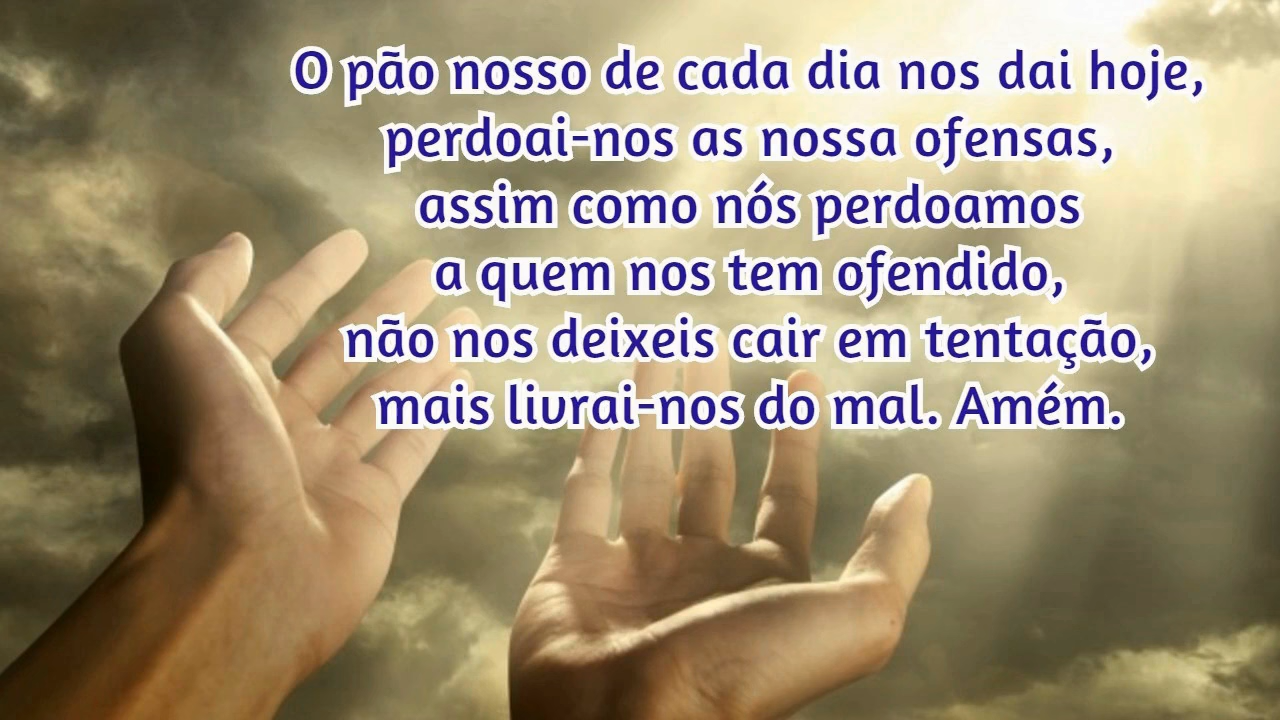 O pão nosso de cada dia nos dai hoje,
perdoai-nos as nossa ofensas,
assim como nós perdoamos
a quem nos tem ofendido,
não nos deixeis cair em tentação,
mais livrai-nos do mal. Amém.